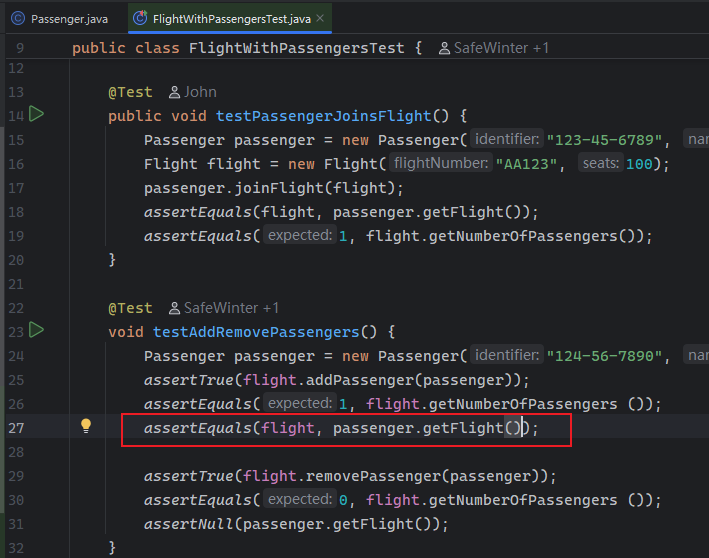 Passenger.java FlightWithPassengersTest.java
9 public class FlightWithPassengersTest { SafeWinter +1
12
13 @Test John
14 public void testPassengerJoinsFlight() {
15 Passenger passenger = new Passenger( identifier: "123-45-6789",
16 Flight flight = new Flight( flightNumber: "AA123", seats: 100);
17 passenger.joinFlight(flight);
18 assertEquals(flight, passenger.getFlight());
19 assertEquals( expected: 1, flight.getNumberOfPassengers());
20 }
21
22 @Test SafeWinter +1
23 void testAddRemovePassengers() {
24 Passenger passenger = new Passenger( identifier: "124-56-7890",
25 assertTrue(flight.addPassenger(passenger));
26 assertEquals( expected: 1, flight.getNumberOfPassengers ());
27 assertEquals(flight, passenger.getFlight());
28
29 assertTrue(flight.removePassenger(passenger));
30 assertEquals( expected: 0, flight.getNumberOfPassengers ());
31 assertNull(passenger.getFlight());
32 }